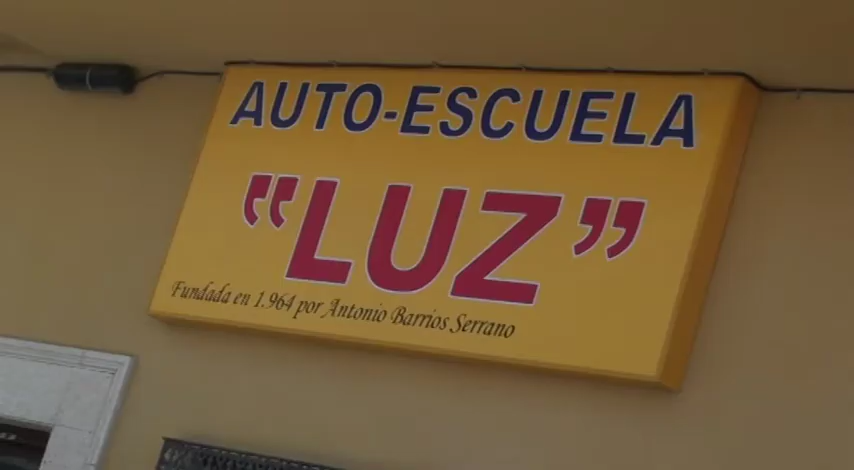 AUTO-ESCUELA
"LUZ"
Fundada en 1.964 por Antonio Barrios Serrano